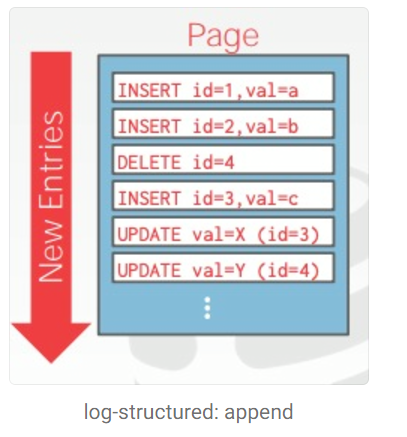 Page
New Entries
INSERT id=1,val=a
INSERT id=2,val=b
DELETE id=4
INSERT id=3,val=c
UPDATE val=X (id=3)
UPDATE val=Y (id=4)
⋮
log-structured: append